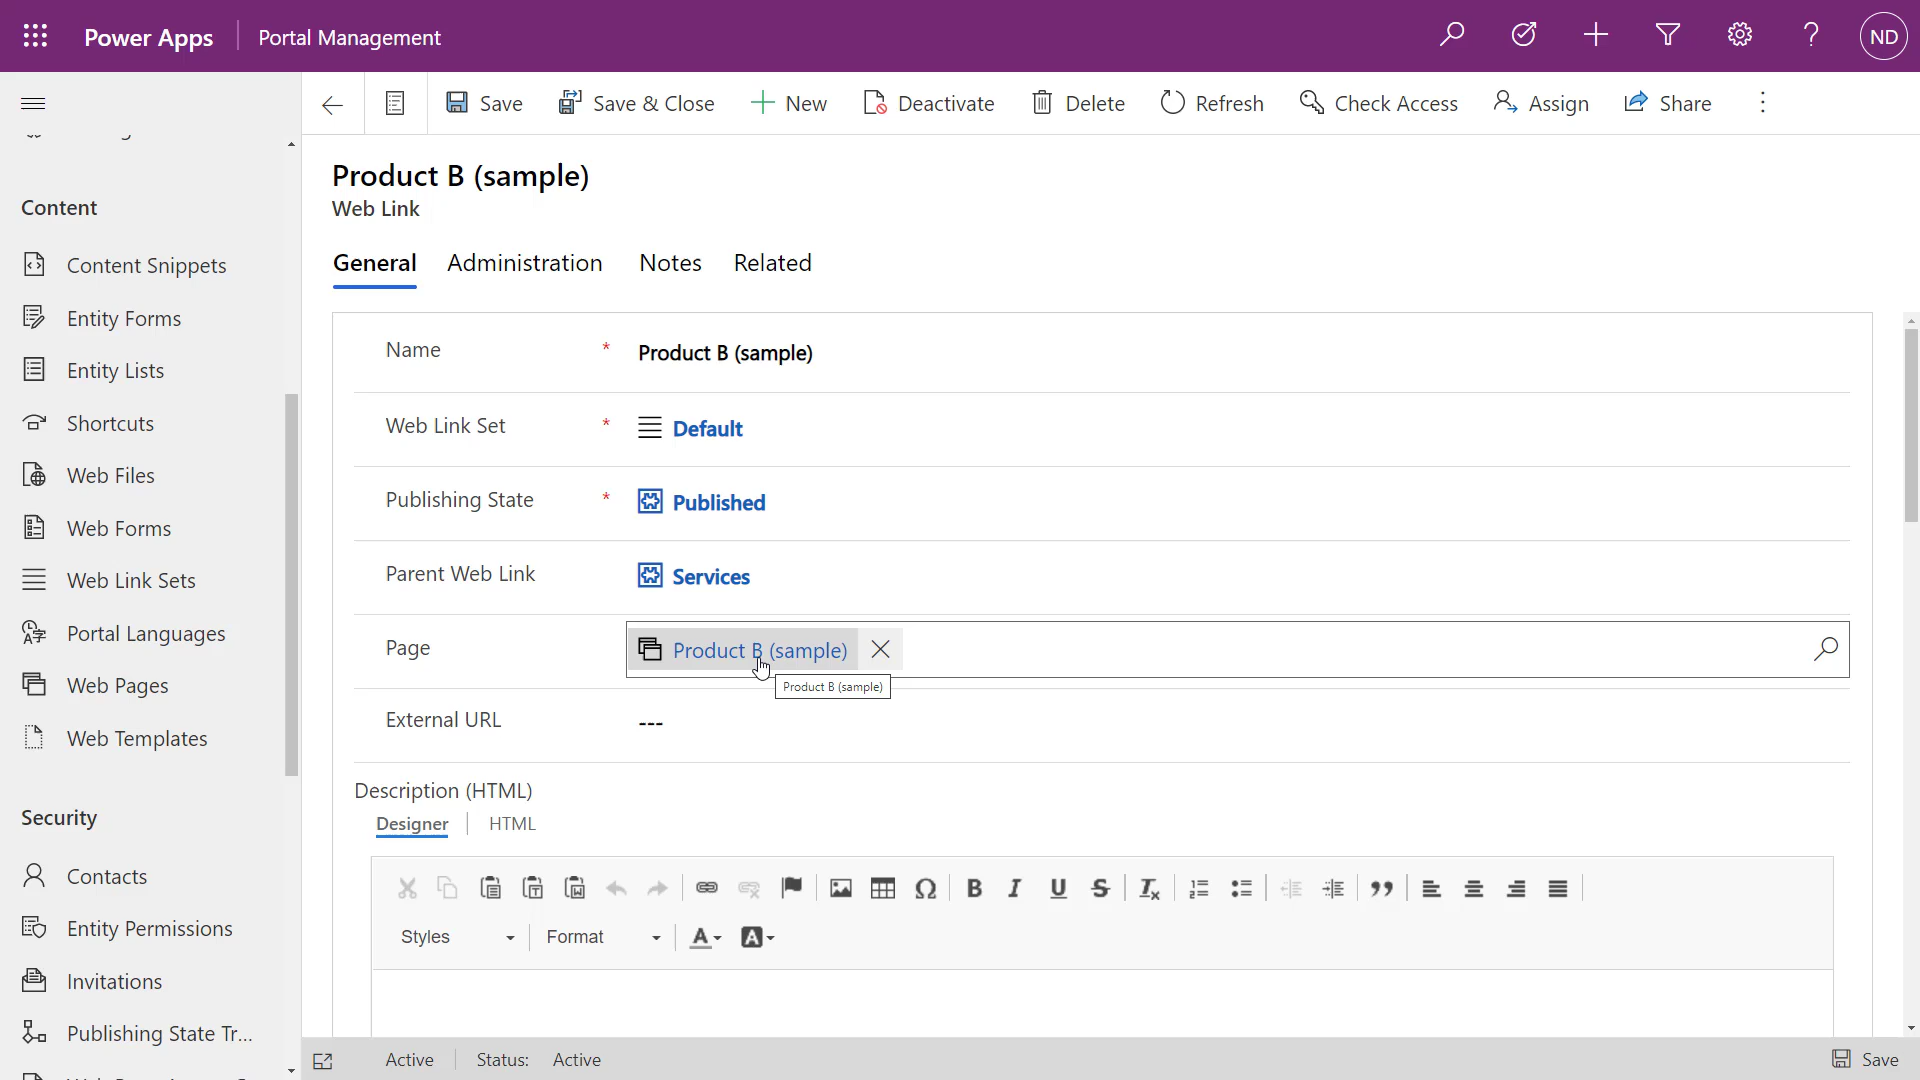 Power Apps
Portal Management
ND
Save
Save & Close
New
Deactivate
Delete
Refresh
Check Access
Assign
Share
Product B (sample)
Web Link
General
Administration
Notes
Related
Content
Content Snippets
Entity Forms
Entity Lists
Shortcuts
Web Files
Web Forms
Web Link Sets
Portal Languages
Web Pages
Web Templates
Security
Contacts
Entity Permissions
Invitations
Publishing State Tr...
Name * Product B (sample)
Web Link Set * Default
Publishing State * Published
Parent Web Link Services
Page Product B (sample)
Product B (sample)
External URL ---
Description (HTML)
Designer HTML
Styles Format
Active Status: Active
Save